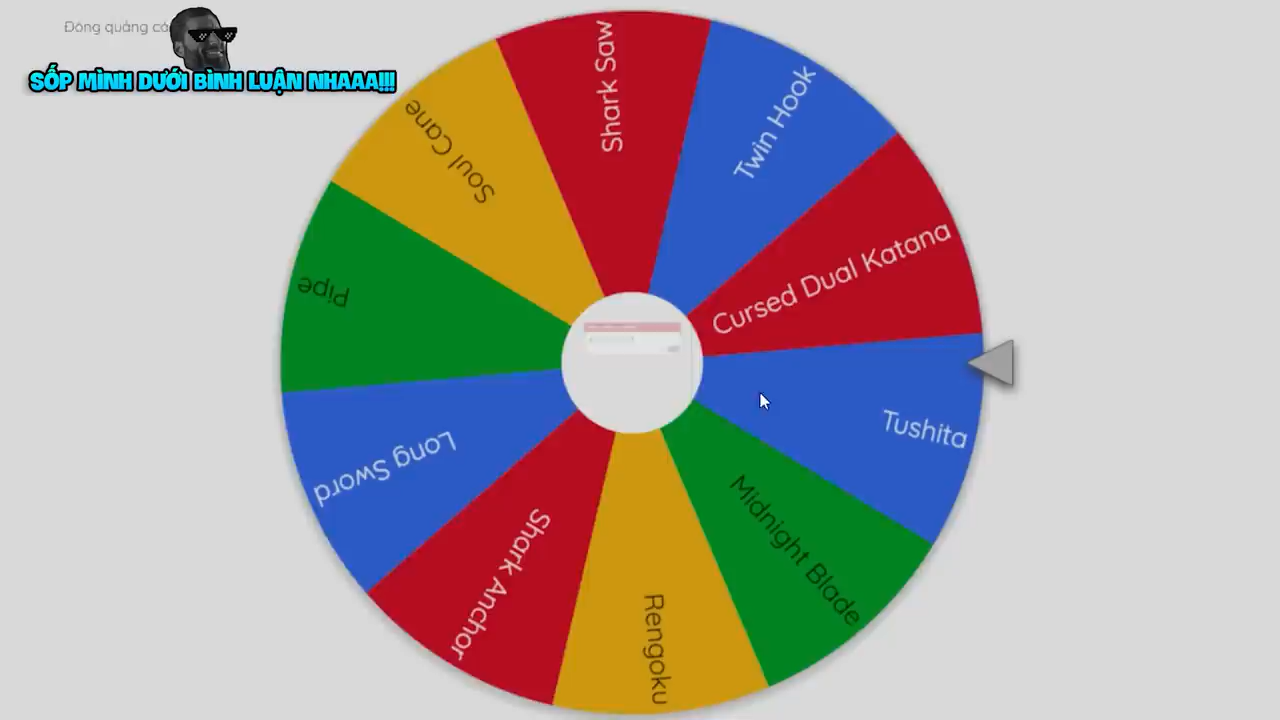 Đóng quảng cá
SỐP MÌNH DƯỚI BÌNH LUẬN NHAAA!!!
Shark Saw
Twin Hook
Cursed Dual Katana
Tushita
Midnight Blade
Rengoku
Shark Anchor
Long Sword
Pipe
Soul Cane